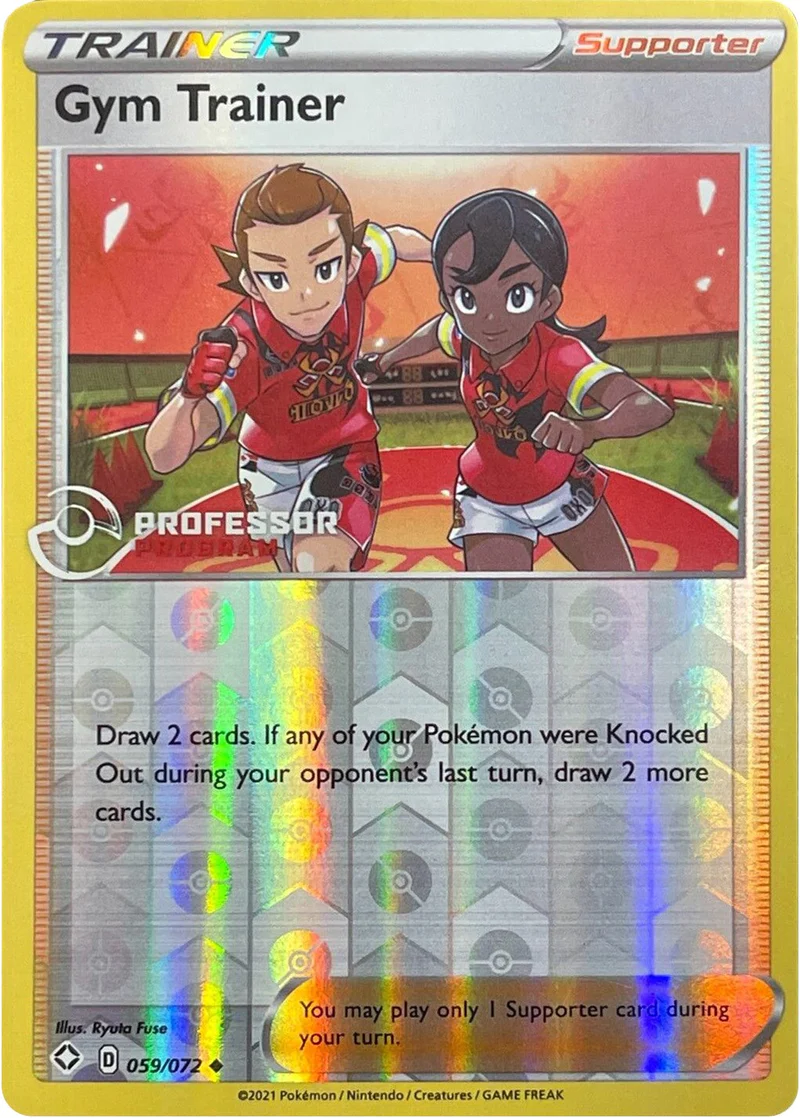 TRAINER
Supporter
Gym Trainer
PROFESSOR
PROGRAM
Draw 2 cards. If any of your Pokémon were Knocked
Out during your opponent's last turn, draw 2 more
cards.
You may play only 1 Supporter card during
your turn.
Illus. Ryuta Fuse
D 059/072
©2021 Pokémon / Nintendo / Creatures / GAME FREAK